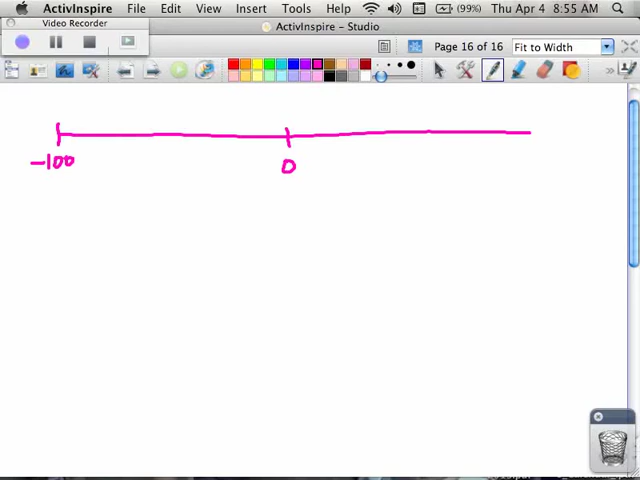 ActivInspire File Edit View Insert Tools Help (99%) Thu Apr 4 8:55 AM
Video Recorder
ActivInspire - Studio
Page 16 of 16 Fit to Width
-100 0